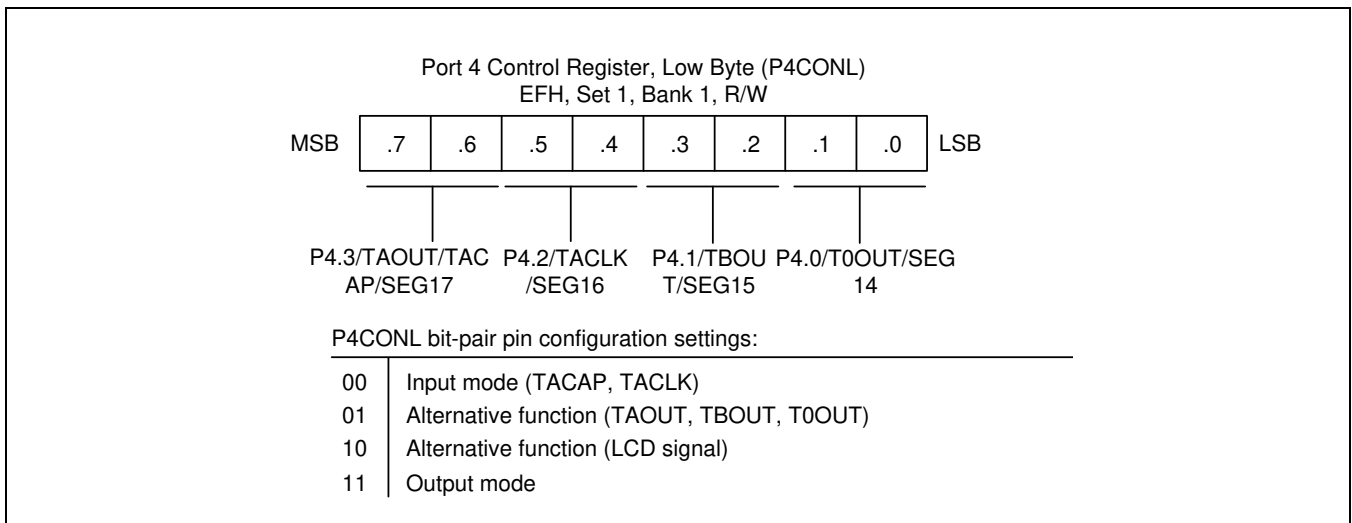 Port 4 Control Register, Low Byte (P4CONL)
EFH, Set 1, Bank 1, R/W
MSB .7 .6 .5 .4 .3 .2 .1 .0 LSB
P4.3/TAOUT/TAC P4.2/TACLK P4.1/TBOU P4.0/T0OUT/SEG
AP/SEG17 /SEG16 T/SEG15 14
P4CONL bit-pair pin configuration settings:
00 Input mode (TACAP, TACLK)
01 Alternative function (TAOUT, TBOUT, T0OUT)
10 Alternative function (LCD signal)
11 Output mode